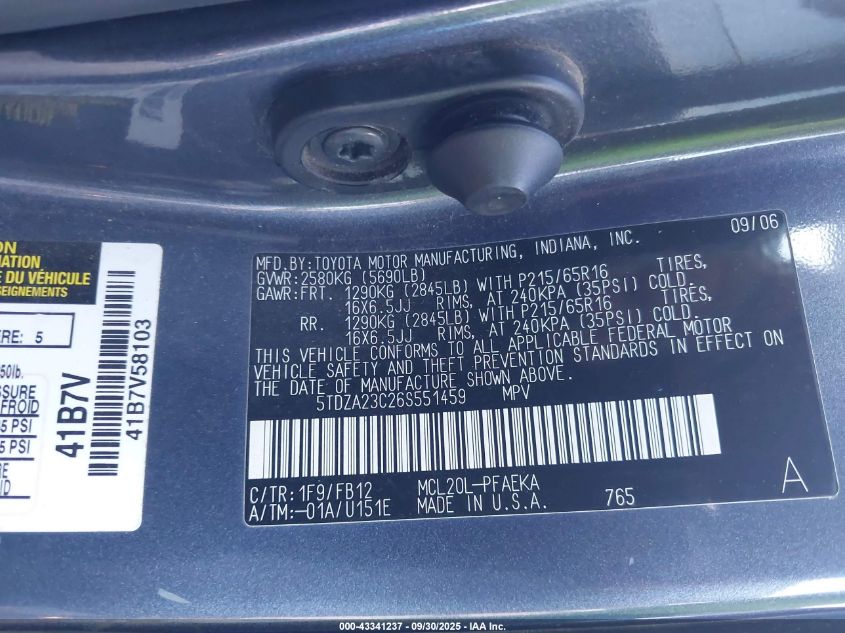 ON
MATION
E DU VÉHICULE
SEIGNEMENTS
ERE: 5
50lb.
SSURE
FROID
5 PSI
5 PSI
41B7V
41B7V58103
09/06
MFD.BY:TOYOTA MOTOR MANUFACTURING, INDIANA, INC.
GVWR:2580KG (5690LB)
GAWR:FRT. 1290KG (2845LB) WITH P215/65R16 TIRES,
16X6.5JJ RIMS, AT 240KPA (35PSI) COLD.
RR. 1290KG (2845LB) WITH P215/65R16 TIRES,
16X6.5JJ RIMS, AT 240KPA (35PSI) COLD.
THIS VEHICLE CONFORMS TO ALL APPLICABLE FEDERAL MOTOR
VEHICLE SAFETY AND THEFT PREVENTION STANDARDS IN EFFECT ON
THE DATE OF MANUFACTURE SHOWN ABOVE.
5TDZA23C26S551459 MPV
C/TR:1F9/FB12 MCL20L-PFAEKA
A/TM:-01A/U151E MADE IN U.S.A. 765
A
000-43341237 - 09/30/2025 - IAA Inc.